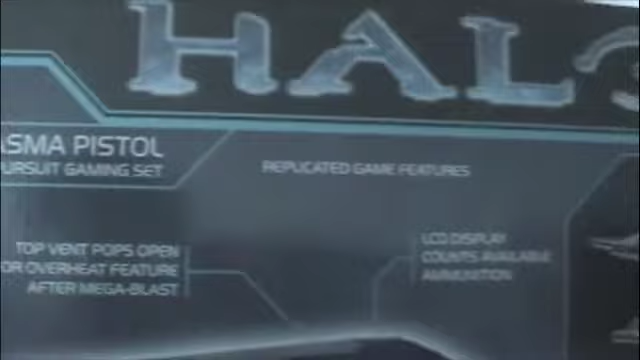 HALO
ASMA PISTOL
URSUIT GAMING SET
REPLICATED GAME FEATURES
TOP VENT POPS OPEN
OR OVERHEAT FEATURE
AFTER MEGA-BLAST
LCD DISPLAY
COUNTS AVAILABLE
AMMUNITION